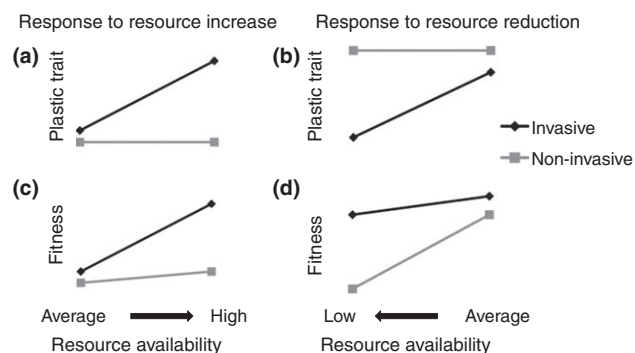 Response to resource increase
Response to resource reduction
(a)
Plastic trait
(b)
Plastic trait
Invasive
Non-invasive
(c)
Fitness
(d)
Fitness
Average
High
Low
Average
Resource availability
Resource availability